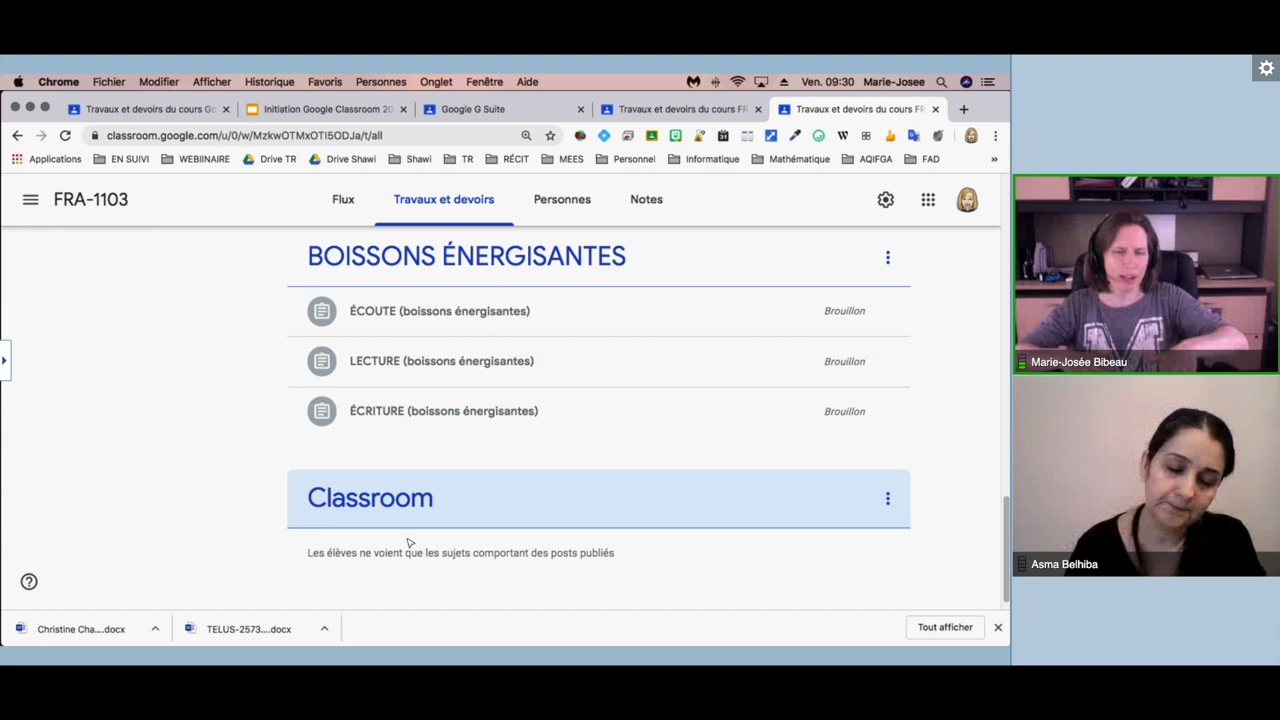 Chrome Fichier Modifier Afficher Historique Favoris Personnes Onglet Fenêtre Aide Ven. 09:30 Marie-Josee
Travaux et devoirs du cours Go Initiation Google Classroom 20 Google G Suite Travaux et devoirs du cours FR Travaux et devoirs du cours FR
classroom.google.com/u/0/w/MzkwOTMxOTI5ODJa/t/all
Applications EN SUIVI WEBIINAIRE Drive TR Drive Shawi Shawi TR RÉCIT MEES Personnel Informatique Mathématique AQIFGA FAD »
FRA-1103 Flux Travaux et devoirs Personnes Notes
BOISSONS ÉNERGISANTES
ÉCOUTE (boissons énergisantes) Brouillon
LECTURE (boissons énergisantes) Brouillon
ÉCRITURE (boissons énergisantes) Brouillon
Classroom
Les élèves ne voient que les sujets comportant des posts publiés
Christine Cha....docx TELUS-2573....docx Tout afficher
Marie-Josée Bibeau
Asma Belhiba